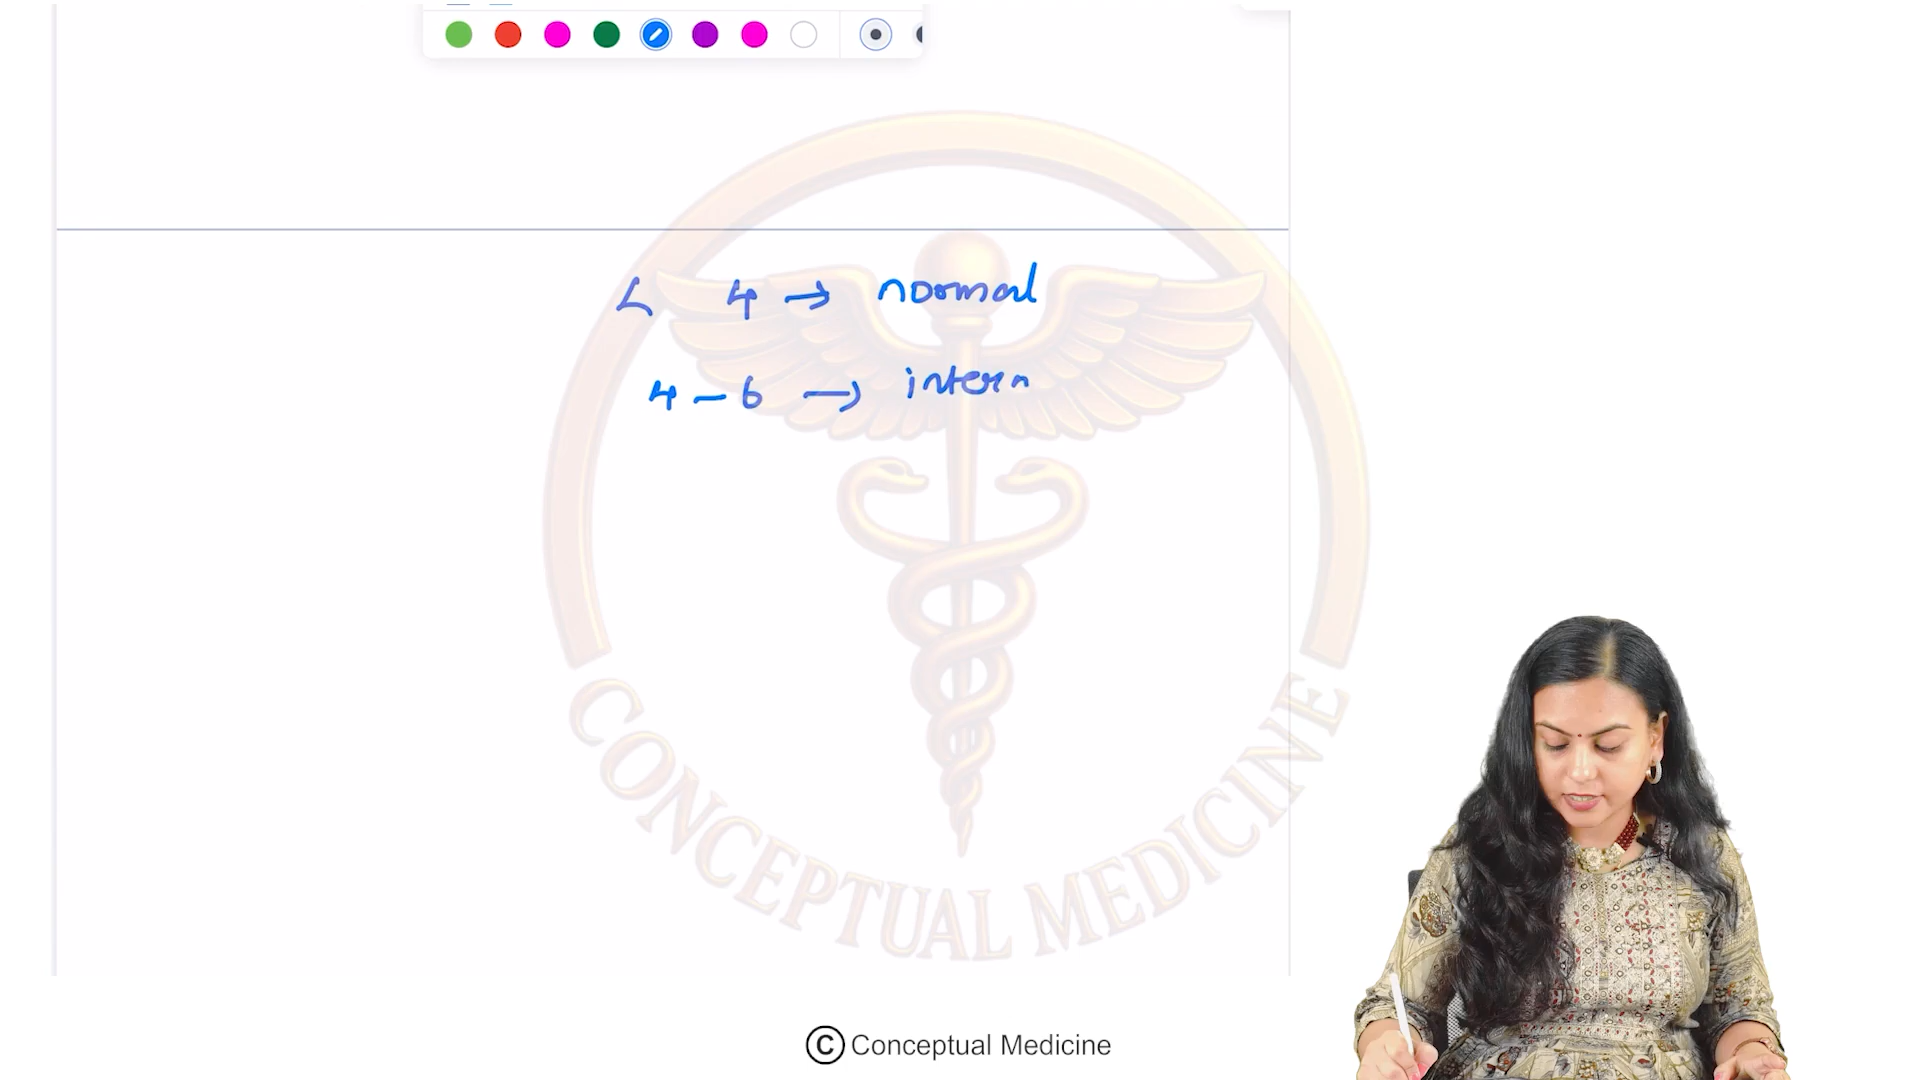 < 4 → normal
4 – 6 → intern
CONCEPTUAL MEDICINE
© Conceptual Medicine